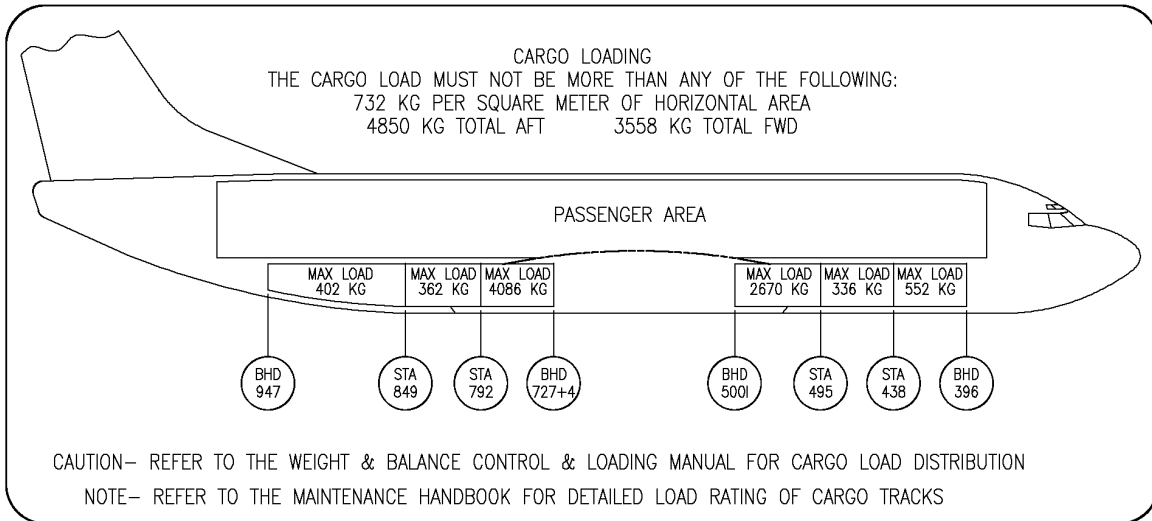 CARGO LOADING
THE CARGO LOAD MUST NOT BE MORE THAN ANY OF THE FOLLOWING:
732 KG PER SQUARE METER OF HORIZONTAL AREA
4850 KG TOTAL AFT 3558 KG TOTAL FWD
PASSENGER AREA
MAX LOAD MAX LOAD MAX LOAD MAX LOAD MAX LOAD MAX LOAD
402 KG 362 KG 4086 KG 2670 KG 336 KG 552 KG
BHD STA STA BHD BHD STA STA BHD
947 849 792 727+4 500I 495 438 396
CAUTION– REFER TO THE WEIGHT & BALANCE CONTROL & LOADING MANUAL FOR CARGO LOAD DISTRIBUTION
NOTE– REFER TO THE MAINTENANCE HANDBOOK FOR DETAILED LOAD RATING OF CARGO TRACKS